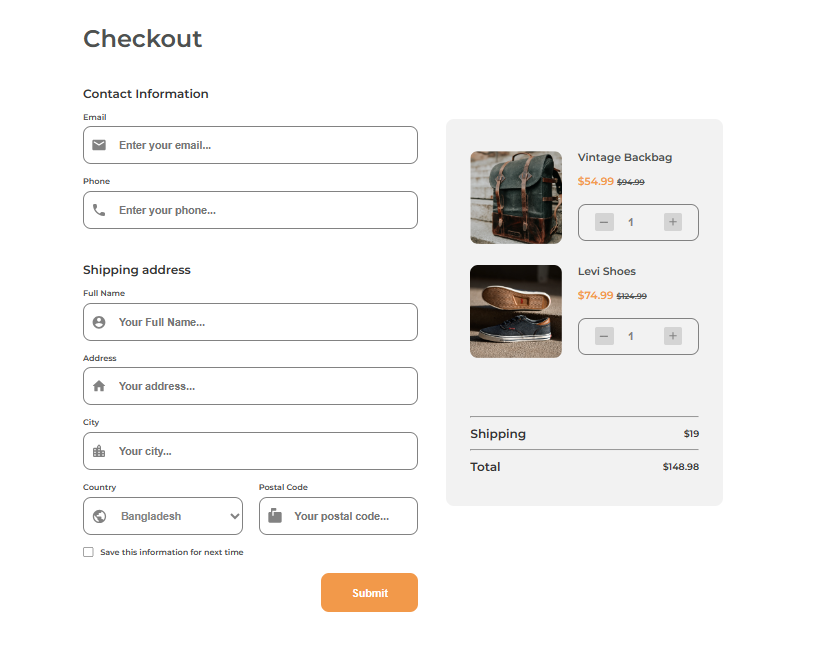 Checkout
Contact Information
Email
Enter your email...
Phone
Enter your phone...
Shipping address
Full Name
Your Full Name...
Address
Your address...
City
Your city...
Country
Postal Code
Bangladesh
Your postal code...
Save this information for next time
Submit
Vintage Backbag
$54.99 $94.99
− 1 +
Levi Shoes
$74.99 $124.99
− 1 +
Shipping $19
Total $148.98